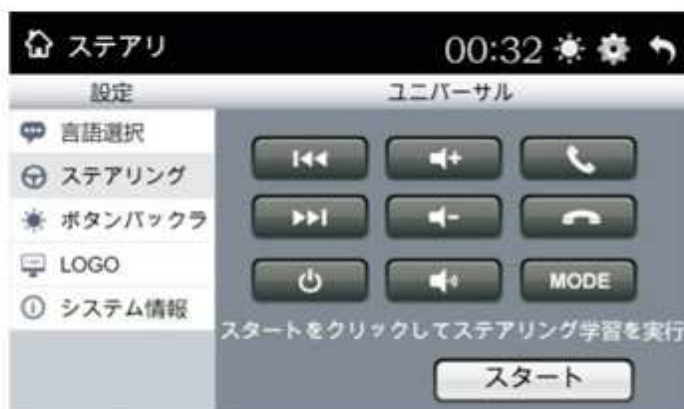 ステアリ 00:32
設定 ユニバーサル
言語選択
ステアリング
ボタンバックラ
LOGO
システム情報
MODE
スタートをクリックしてステアリング学習を実行
スタート